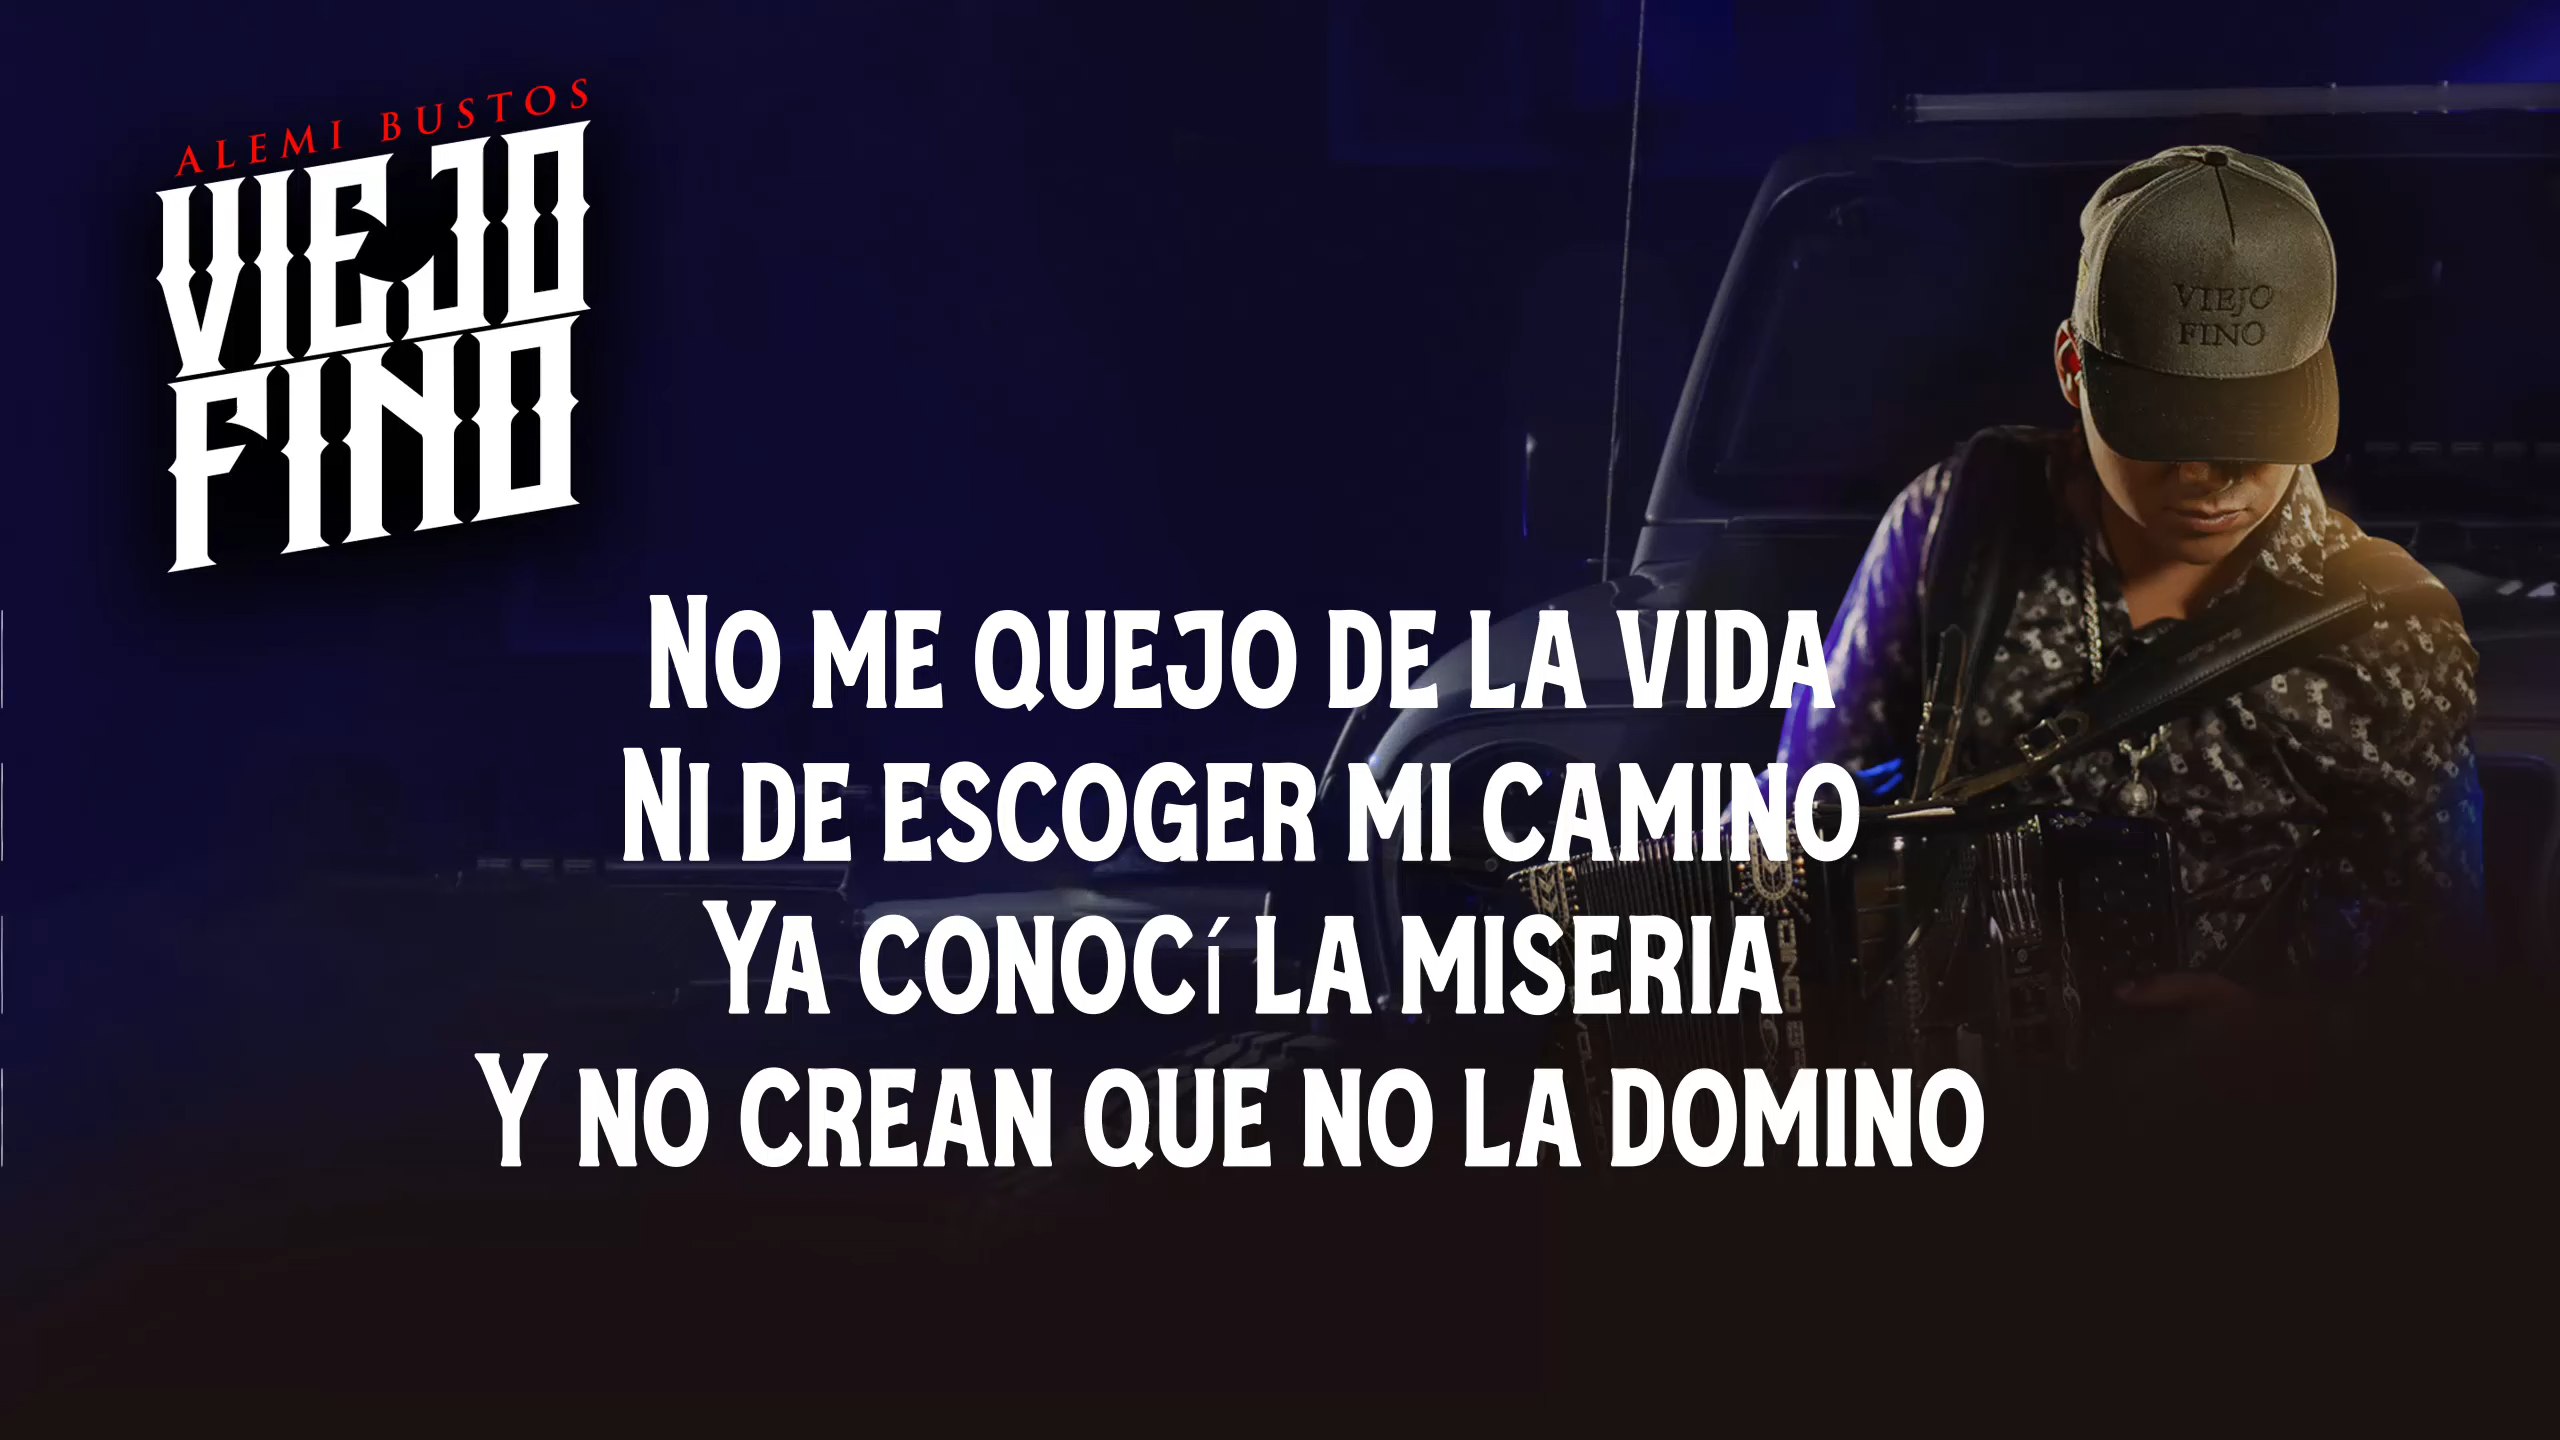 ALEMI BUSTOS
VIEJO
FINO
VIEJO
FINO
No me quejo de la vida
Ni de escoger mi camino
Ya conocí la miseria
Y no crean que no la domino